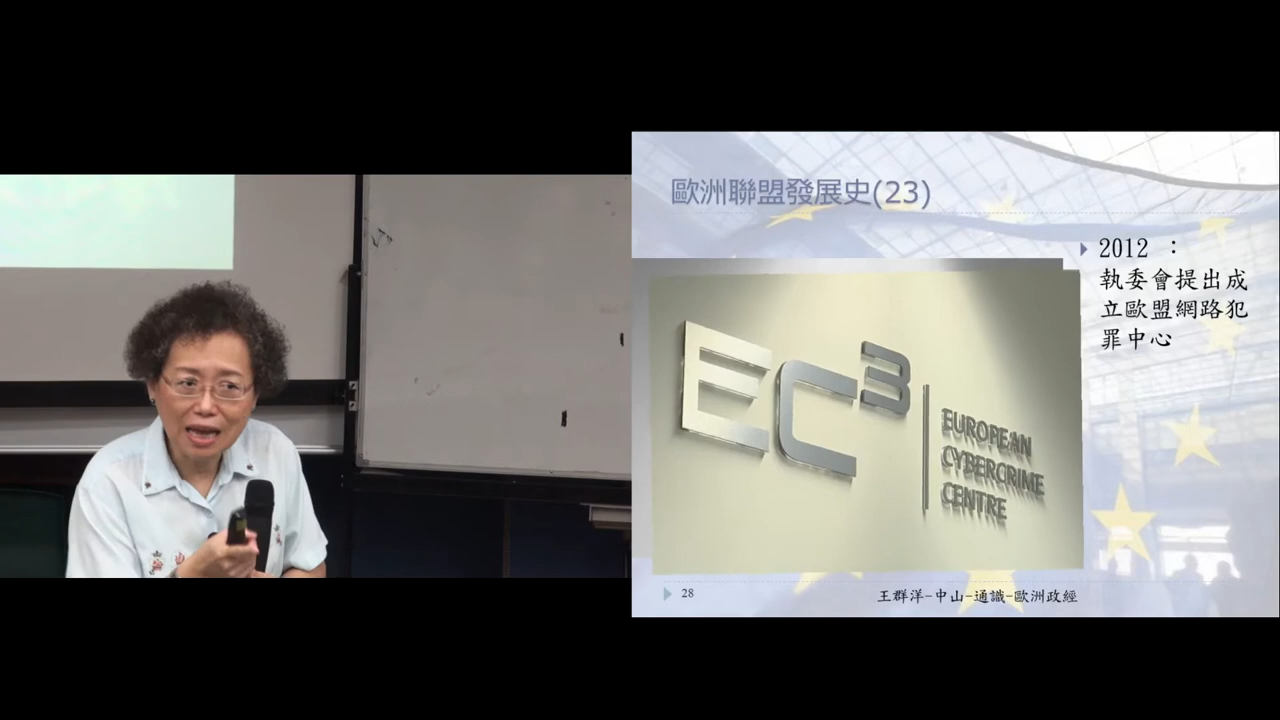 歐洲聯盟發展史(23)
2012 ：
執委會提出成
立歐盟網路犯
罪中心
EC3
EUROPEAN
CYBERCRIME
CENTRE
28
王群洋-中山-通識-歐洲政經